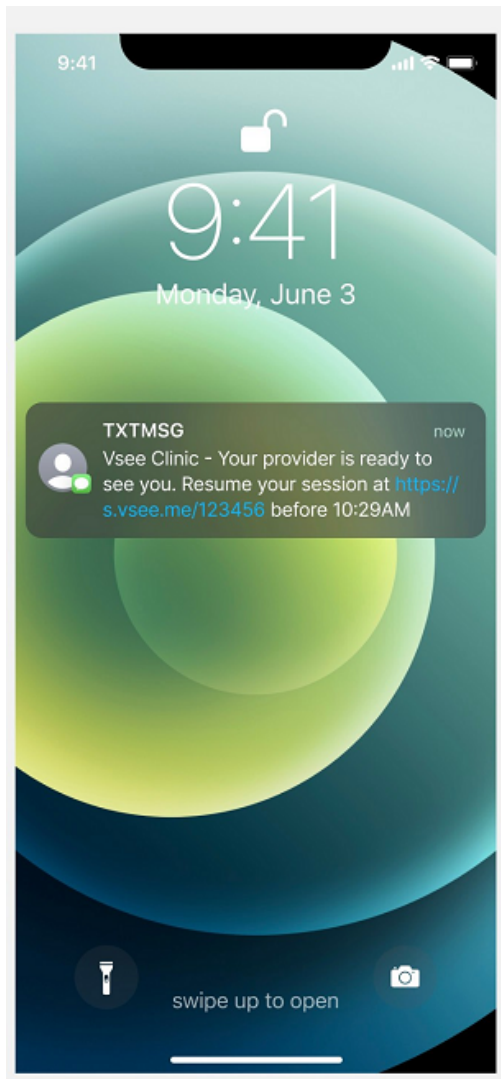 9:41
9:41
Monday, June 3
TXTMSG now
Vsee Clinic - Your provider is ready to
see you. Resume your session at https://
s.vsee.me/123456 before 10:29AM
swipe up to open